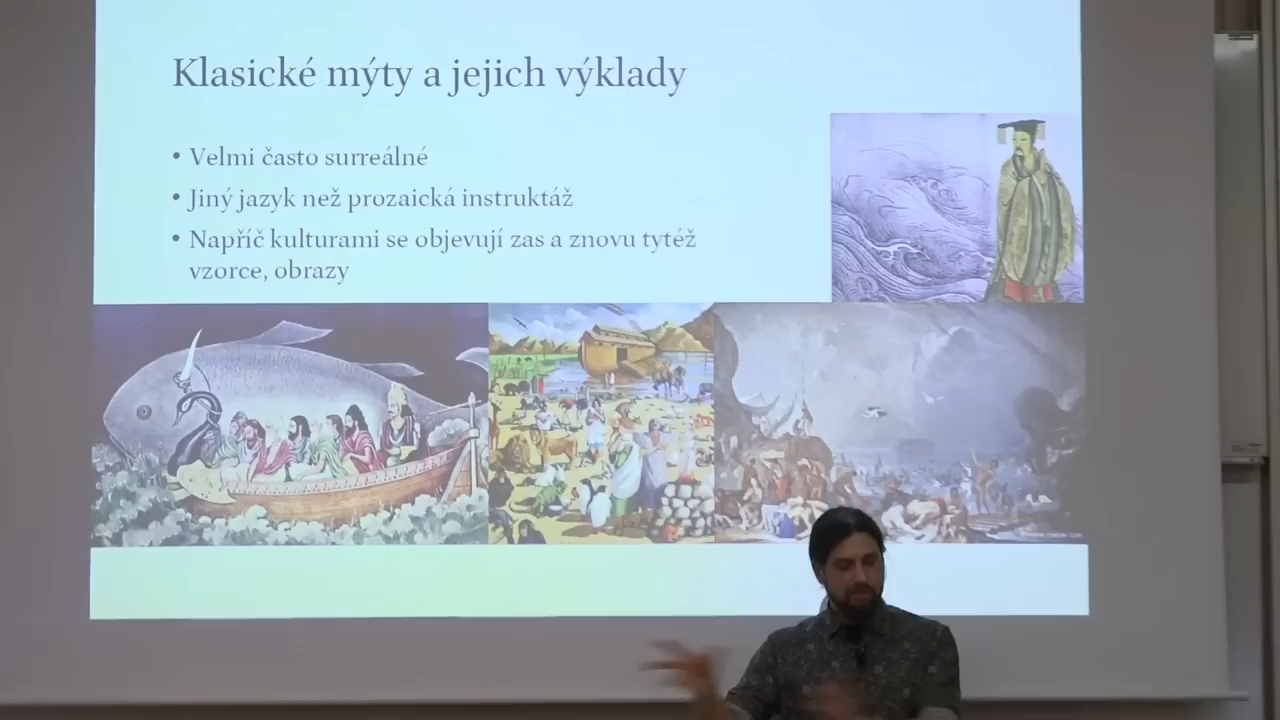 Klasické mýty a jejich výklady
• Velmi často surreálné
• Jiný jazyk než prozaická instruktáž
• Napříč kulturami se objevují zas a znovu tytéž
vzorce, obrazy